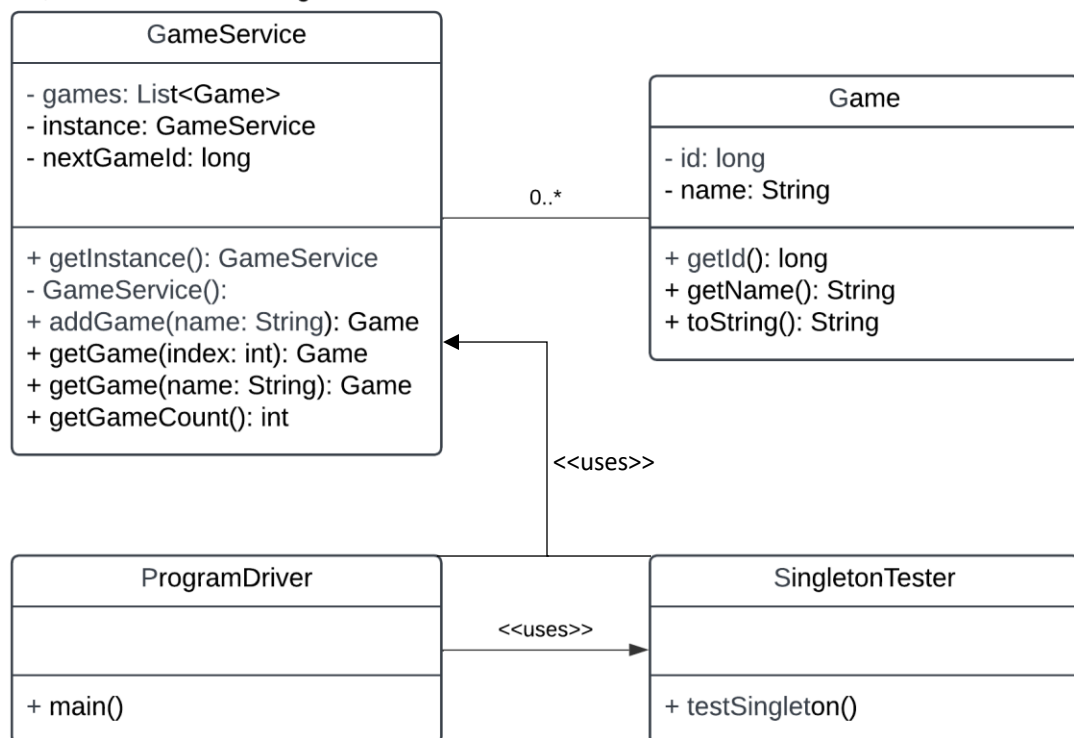 GameService
- games: List<Game>
- instance: GameService
- nextGameId: long
+ getInstance(): GameService
- GameService():
+ addGame(name: String): Game
+ getGame(index: int): Game
+ getGame(name: String): Game
+ getGameCount(): int
0..*
Game
- id: long
- name: String
+ getId(): long
+ getName(): String
+ toString(): String
<<uses>>
ProgramDriver
+ main()
<<uses>>
SingletonTester
+ testSingleton()